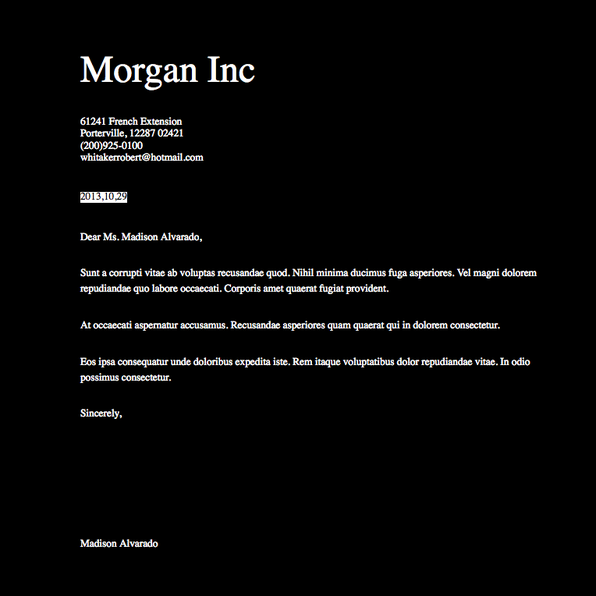 Morgan Inc
61241 French Extension
Porterville, 12287 02421
(200)925-0100
whitakerrobert@hotmail.com
2013,10,29
Dear Ms. Madison Alvarado,
Sunt a corrupti vitae ab voluptas recusandae quod. Nihil minima ducimus fuga asperiores. Vel magni dolorem
repudiandae quo labore occaecati. Corporis amet quaerat fugiat provident.
At occaecati aspernatur accusamus. Recusandae asperiores quam quaerat qui in dolorem consectetur.
Eos ipsa consequatur unde doloribus expedita iste. Rem itaque voluptatibus dolor repudiandae vitae. In odio
possimus consectetur.
Sincerely,
Madison Alvarado